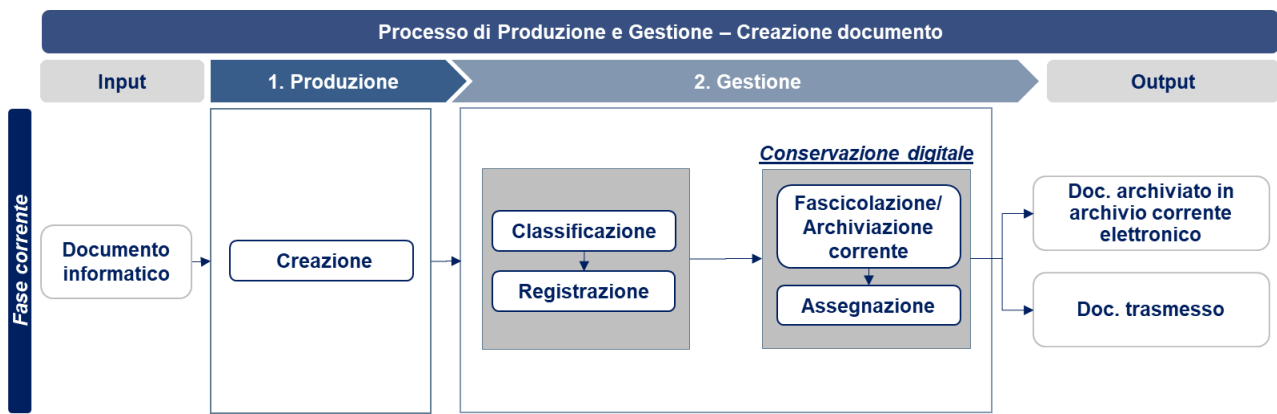 Processo di Produzione e Gestione – Creazione documento
Input
1. Produzione
2. Gestione
Output
Fase corrente
Documento
informatico
Creazione
Classificazione
Registrazione
Conservazione digitale
Fascicolazione/
Archiviazione
corrente
Assegnazione
Doc. archiviato in
archivio corrente
elettronico
Doc. trasmesso